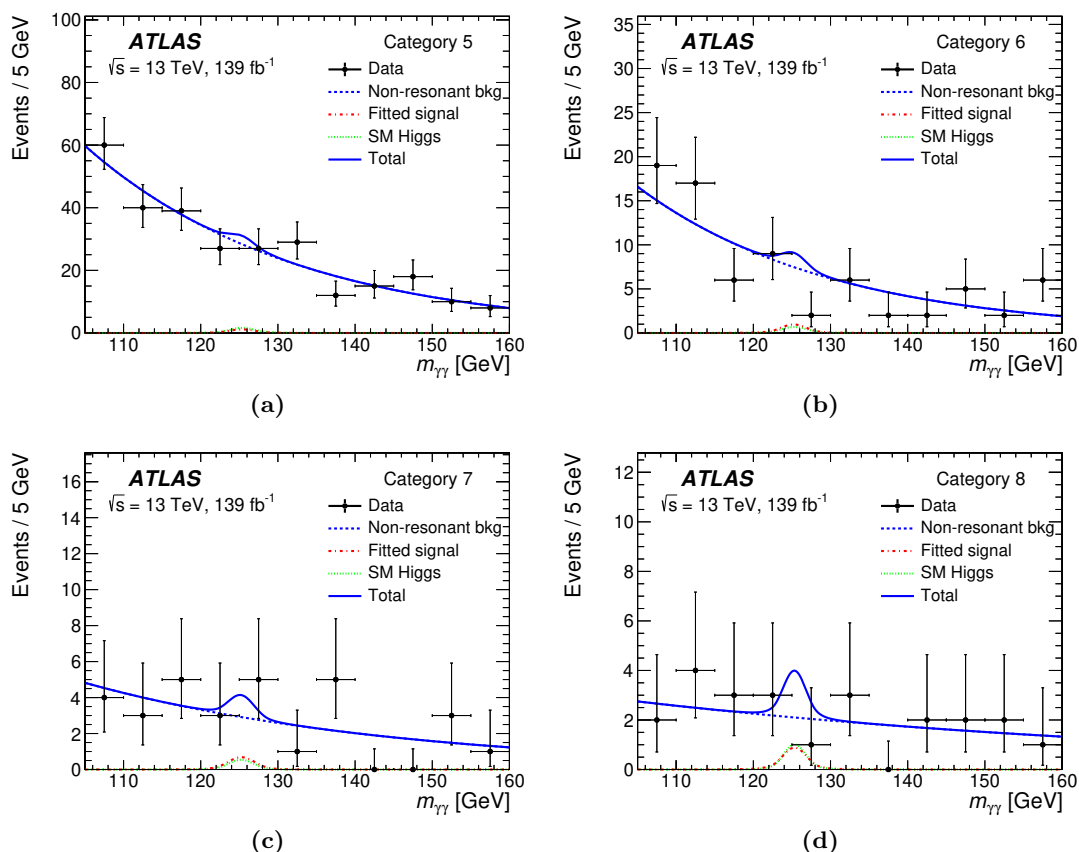 Events / 5 GeV
100
80
60
40
20
0
ATLAS
√s = 13 TeV, 139 fb⁻¹
Category 5
Data
Non-resonant bkg
Fitted signal
SM Higgs
Total
110 120 130 140 150 160
mγγ [GeV]
(a)
Events / 5 GeV
35
30
25
20
15
10
5
0
ATLAS
√s = 13 TeV, 139 fb⁻¹
Category 6
Data
Non-resonant bkg
Fitted signal
SM Higgs
Total
110 120 130 140 150 160
mγγ [GeV]
(b)
Events / 5 GeV
16
14
12
10
8
6
4
2
0
ATLAS
√s = 13 TeV, 139 fb⁻¹
Category 7
Data
Non-resonant bkg
Fitted signal
SM Higgs
Total
110 120 130 140 150 160
mγγ [GeV]
(c)
Events / 5 GeV
12
10
8
6
4
2
0
ATLAS
√s = 13 TeV, 139 fb⁻¹
Category 8
Data
Non-resonant bkg
Fitted signal
SM Higgs
Total
110 120 130 140 150 160
mγγ [GeV]
(d)